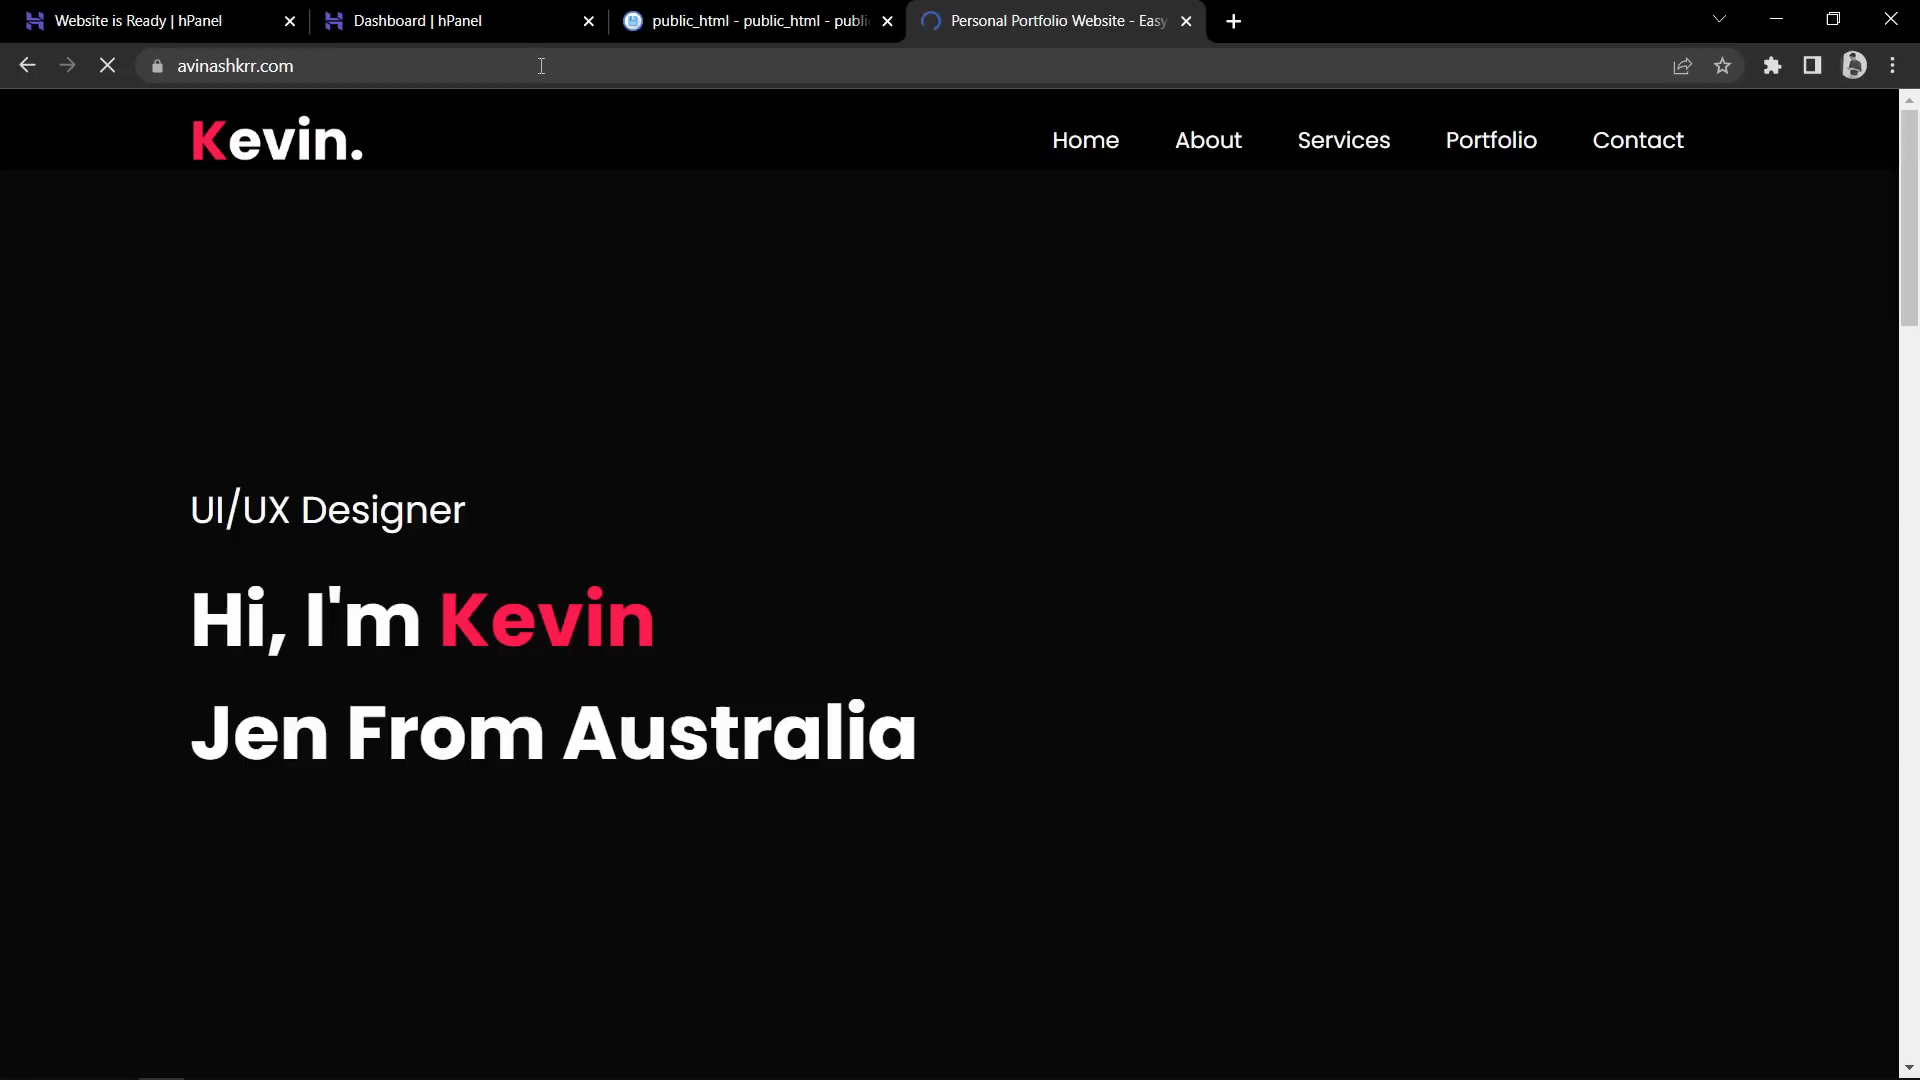 Website is Ready | hPanel
Dashboard | hPanel
public_html - public_html - publi
Personal Portfolio Website - Easy
avinashkrr.com
Kevin.
Home
About
Services
Portfolio
Contact
UI/UX Designer
Hi, I'm Kevin
Jen From Australia